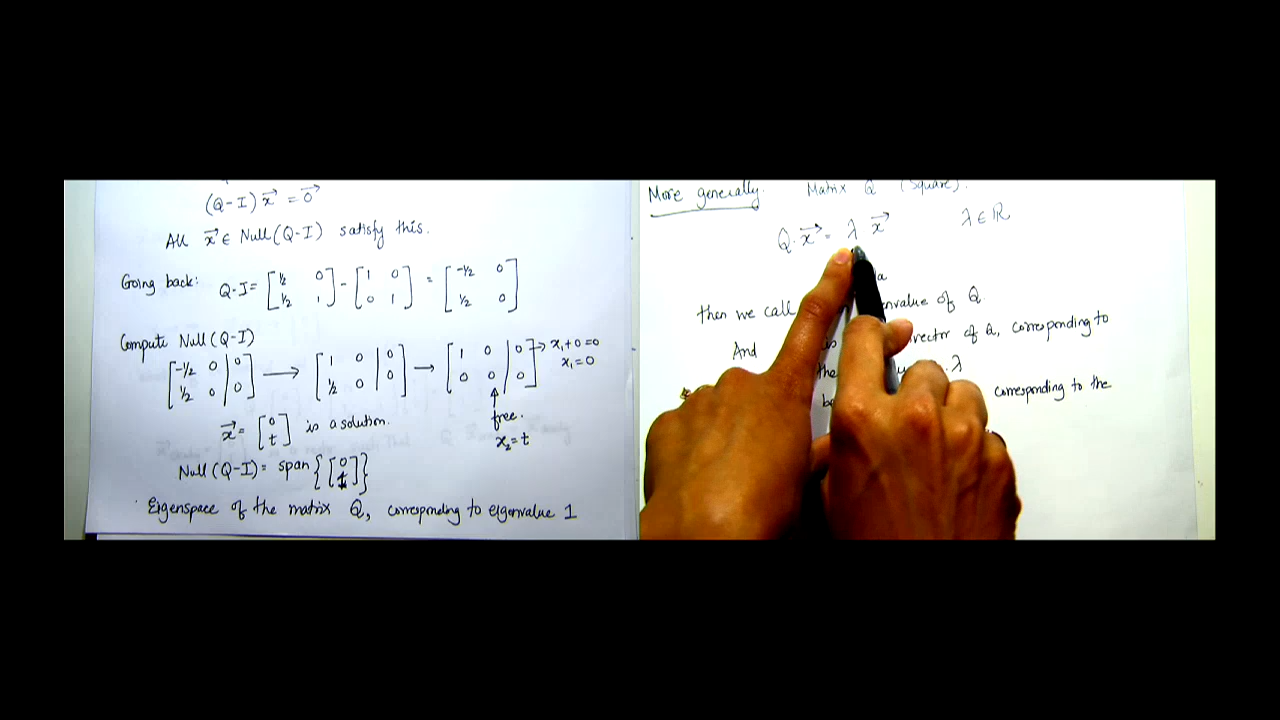 (Q-I) x⃗ = 0⃗
All x⃗ ∈ Null(Q-I) satisfy this.
Going back: Q-I = [1/2 0; 1/2 1] - [1 0; 0 1] = [-1/2 0; 1/2 0]
Compute Null(Q-I)
[-1/2 0 | 0; 1/2 0 | 0] → [1 0 | 0; 1/2 0 | 0] → [1 0 | 0; 0 0 | 0] → x₁+0=0
x₁=0
↑
free.
x₂=t
x⃗ = [0; t] is a solution.
Null(Q-I) = span{[0; 1]}
Eigenspace of the matrix Q, corresponding to eigenvalue 1
More generally. Matrix Q (square).
Q·x⃗ = λ x⃗ λ∈ℝ
a
then we call of Q
And of Q, corresponding to
λ
corresponding to the